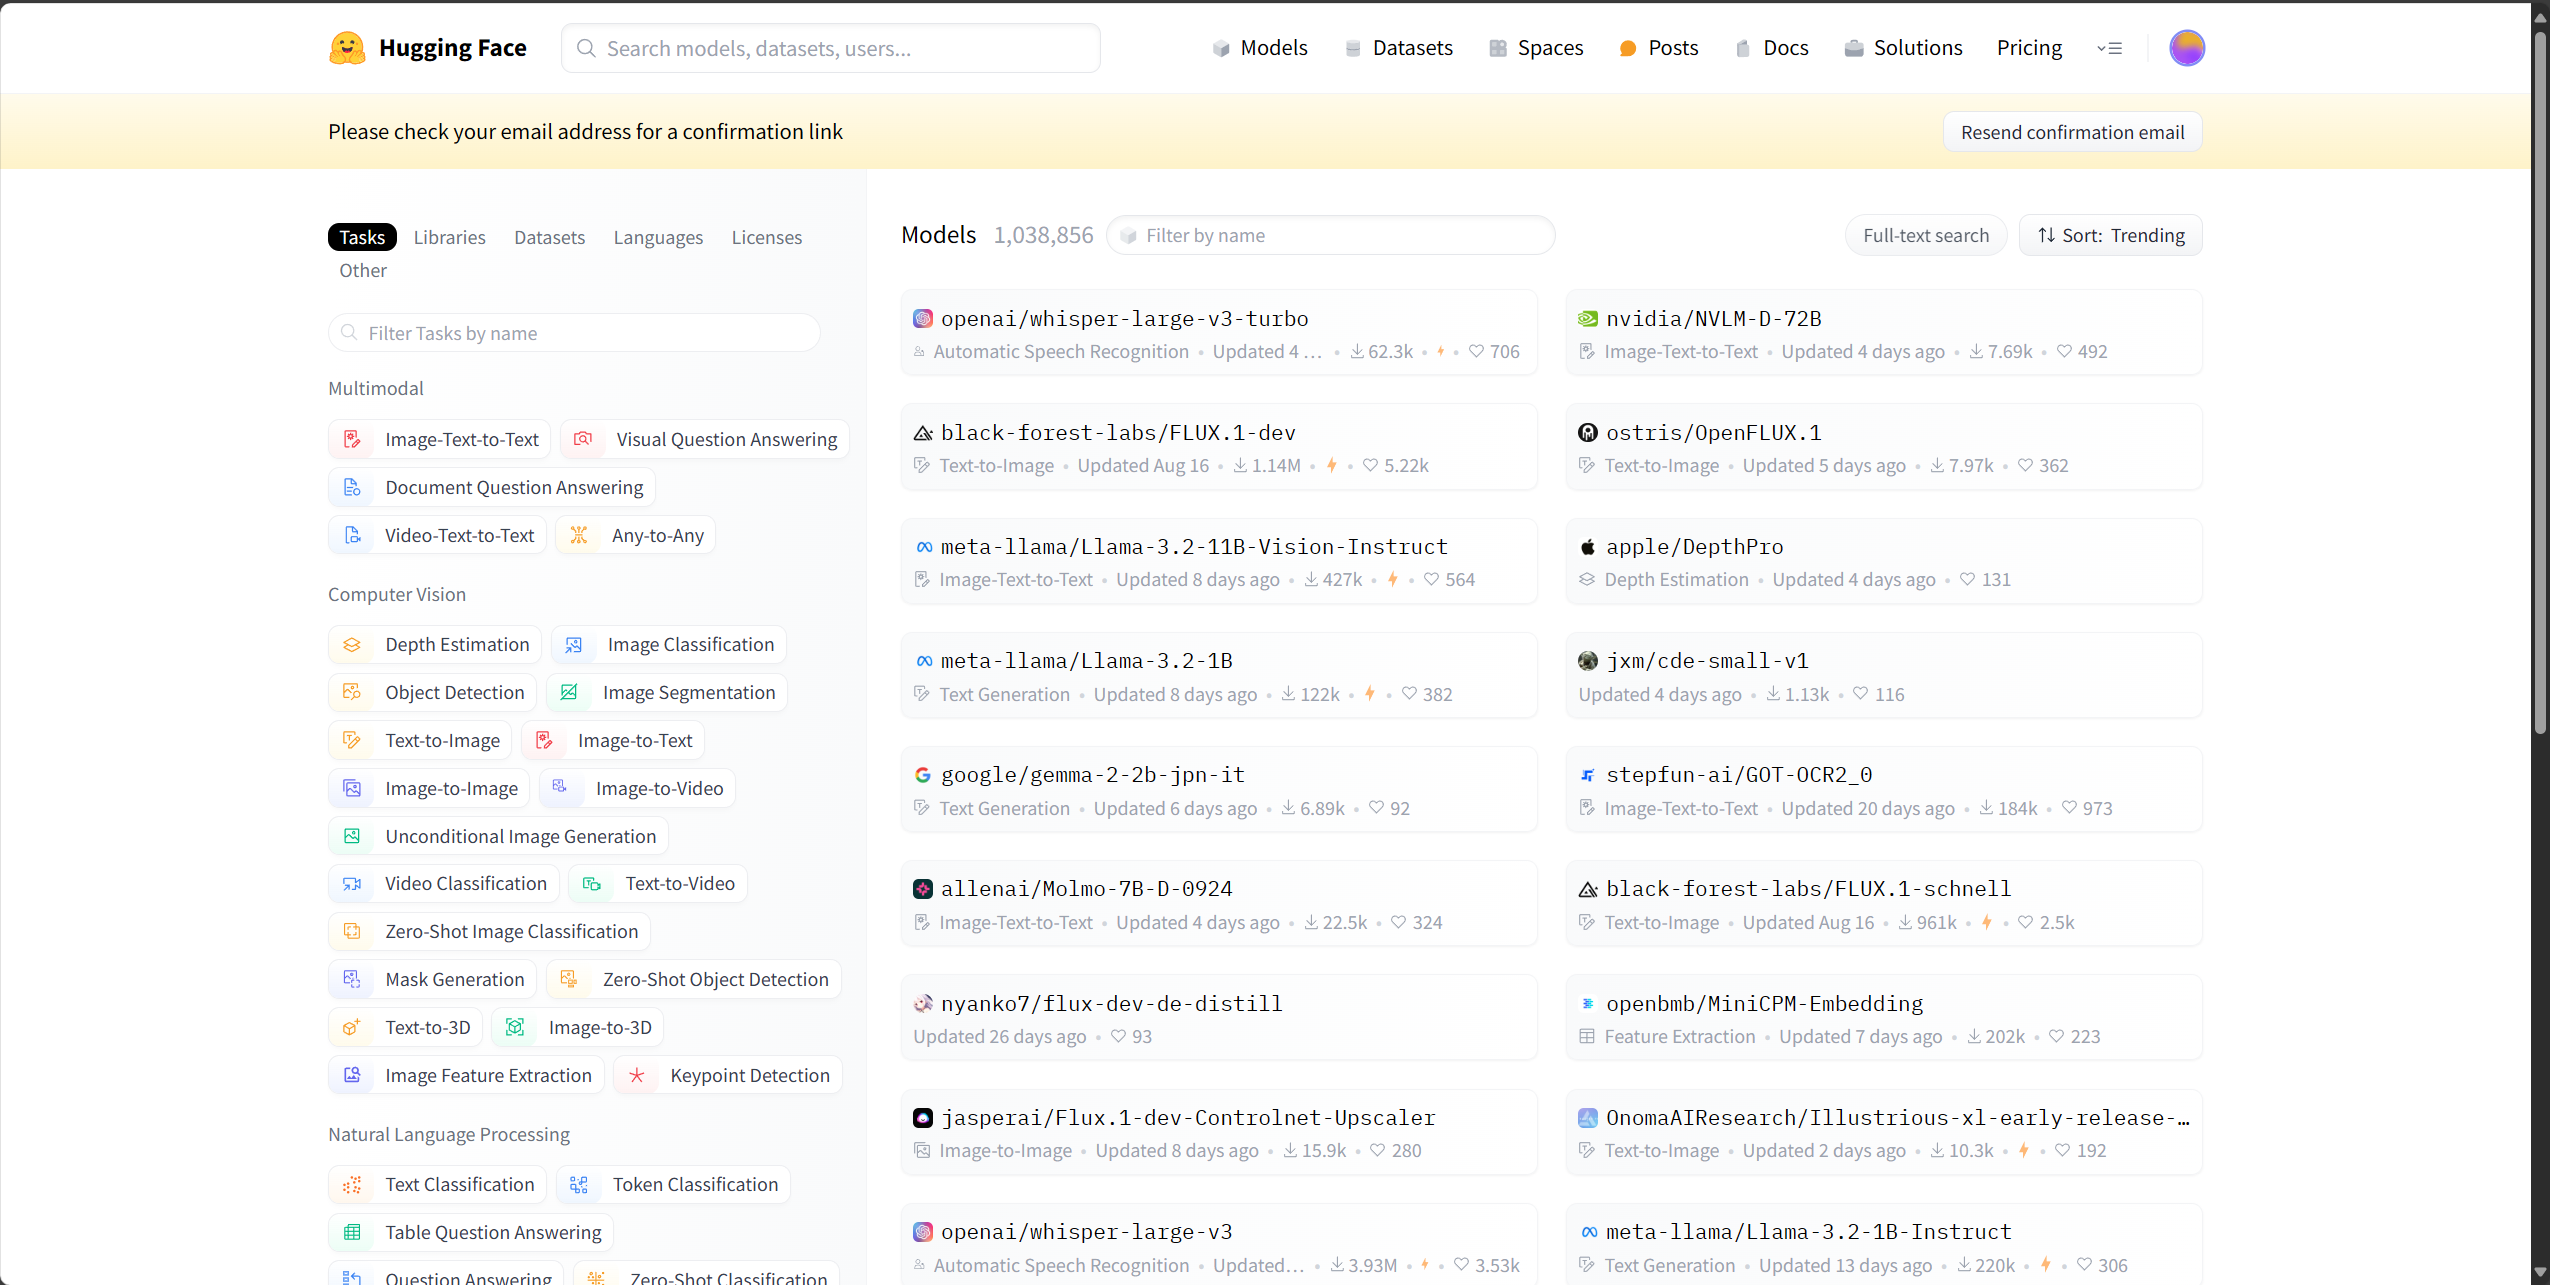 Hugging Face
Search models, datasets, users...
Models
Datasets
Spaces
Posts
Docs
Solutions
Pricing
Please check your email address for a confirmation link
Resend confirmation email
Tasks Libraries Datasets Languages Licenses
Other
Filter Tasks by name
Multimodal
Image-Text-to-Text
Visual Question Answering
Document Question Answering
Video-Text-to-Text
Any-to-Any
Computer Vision
Depth Estimation
Image Classification
Object Detection
Image Segmentation
Text-to-Image
Image-to-Text
Image-to-Image
Image-to-Video
Unconditional Image Generation
Video Classification
Text-to-Video
Zero-Shot Image Classification
Mask Generation
Zero-Shot Object Detection
Text-to-3D
Image-to-3D
Image Feature Extraction
Keypoint Detection
Natural Language Processing
Text Classification
Token Classification
Table Question Answering
Question Answering
Zero-Shot Classification
Models 1,038,856
Filter by name
Full-text search
Sort: Trending
openai/whisper-large-v3-turbo
Automatic Speech Recognition • Updated 4 ... • 62.3k • • 706
nvidia/NVLM-D-72B
Image-Text-to-Text • Updated 4 days ago • 7.69k • 492
black-forest-labs/FLUX.1-dev
Text-to-Image • Updated Aug 16 • 1.14M • • 5.22k
ostris/OpenFLUX.1
Text-to-Image • Updated 5 days ago • 7.97k • 362
meta-llama/Llama-3.2-11B-Vision-Instruct
Image-Text-to-Text • Updated 8 days ago • 427k • • 564
apple/DepthPro
Depth Estimation • Updated 4 days ago • 131
meta-llama/Llama-3.2-1B
Text Generation • Updated 8 days ago • 122k • • 382
jxm/cde-small-v1
Updated 4 days ago • 1.13k • 116
google/gemma-2-2b-jpn-it
Text Generation • Updated 6 days ago • 6.89k • 92
stepfun-ai/GOT-OCR2_0
Image-Text-to-Text • Updated 20 days ago • 184k • 973
allenai/Molmo-7B-D-0924
Image-Text-to-Text • Updated 4 days ago • 22.5k • 324
black-forest-labs/FLUX.1-schnell
Text-to-Image • Updated Aug 16 • 961k • • 2.5k
nyanko7/flux-dev-de-distill
Updated 26 days ago • 93
openbmb/MiniCPM-Embedding
Feature Extraction • Updated 7 days ago • 202k • 223
jasperai/Flux.1-dev-Controlnet-Upscaler
Image-to-Image • Updated 8 days ago • 15.9k • 280
OnomaAIResearch/Illustrious-xl-early-release-…
Text-to-Image • Updated 2 days ago • 10.3k • • 192
openai/whisper-large-v3
Automatic Speech Recognition • Updated... • 3.93M • • 3.53k
meta-llama/Llama-3.2-1B-Instruct
Text Generation • Updated 13 days ago • 220k • • 306